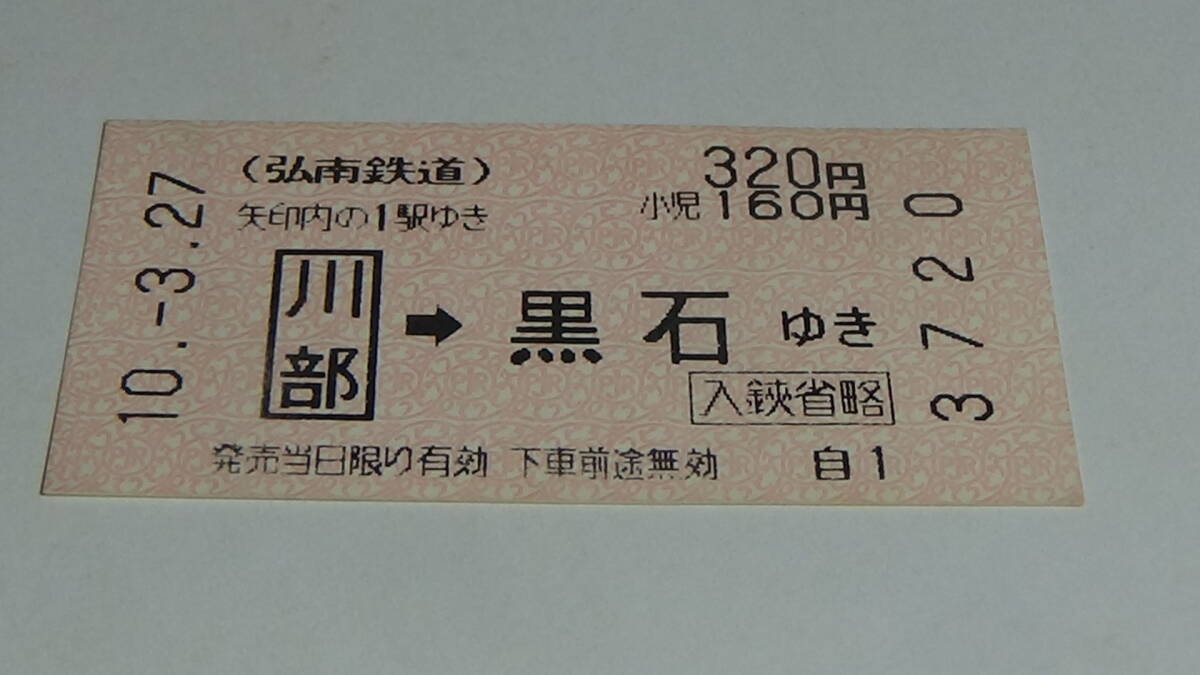 10.-3.27
(弘南鉄道)
矢印内の1駅ゆき
320円
小児160円
川部➡黒石ゆき
入鋏省略
発売当日限り有効 下車前途無効 自1
3720